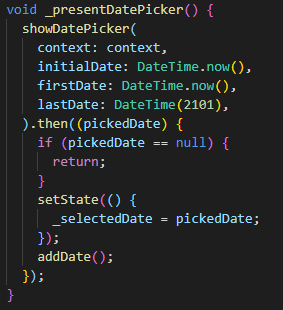 void _presentDatePicker() {
  showDatePicker(
    context: context,
    initialDate: DateTime.now(),
    firstDate: DateTime.now(),
    lastDate: DateTime(2101),
  ).then((pickedDate) {
    if (pickedDate == null) {
      return;
    }
    setState(() {
      _selectedDate = pickedDate;
    });
    addDate();
  });
}